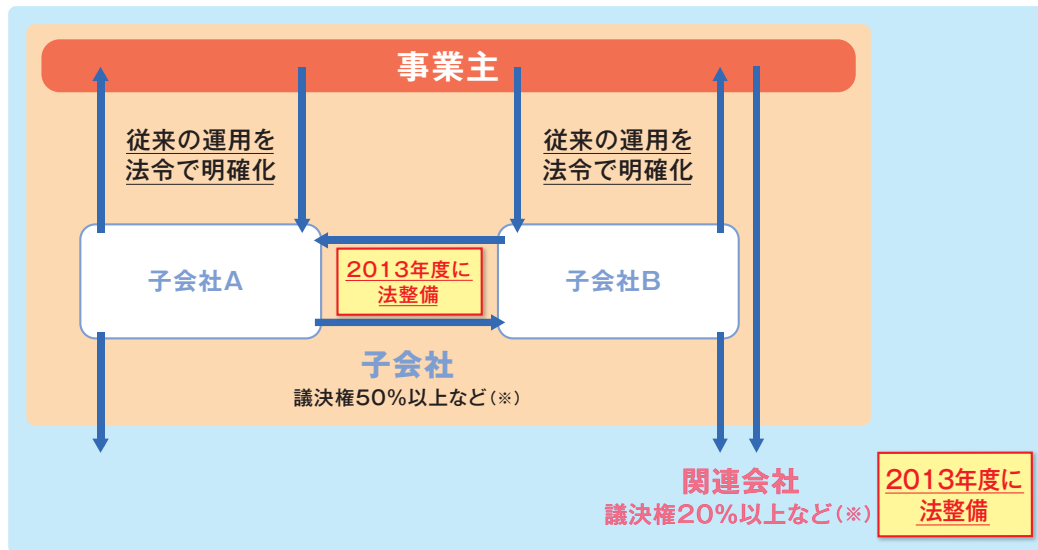 事業主
従来の運用を
法令で明確化
従来の運用を
法令で明確化
子会社A
2013年度に
法整備
子会社B
子会社
議決権50%以上など(※)
関連会社
議決権20%以上など(※)
2013年度に
法整備